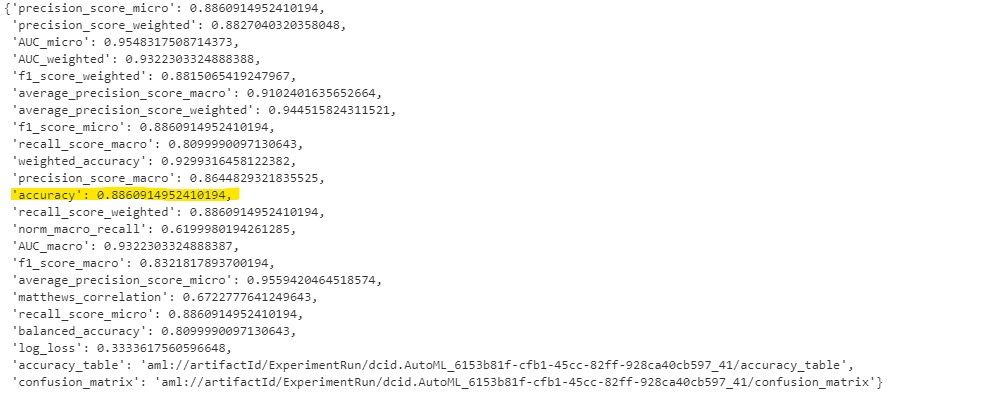 {'precision_score_micro': 0.8860914952410194,
'precision_score_weighted': 0.8827040320358048,
'AUC_micro': 0.9548317508714373,
'AUC_weighted': 0.9322303324888388,
'f1_score_weighted': 0.8815065419247967,
'average_precision_score_macro': 0.9102401635652664,
'average_precision_score_weighted': 0.944515824311521,
'f1_score_micro': 0.8860914952410194,
'recall_score_macro': 0.8099990097130643,
'weighted_accuracy': 0.9299316458122382,
'precision_score_macro': 0.8644829321835525,
'accuracy': 0.8860914952410194,
'recall_score_weighted': 0.8860914952410194,
'norm_macro_recall': 0.6199980194261285,
'AUC_macro': 0.9322303324888387,
'f1_score_macro': 0.8321817893700194,
'average_precision_score_micro': 0.9559420464518574,
'matthews_correlation': 0.6722777641249643,
'recall_score_micro': 0.8860914952410194,
'balanced_accuracy': 0.8099990097130643,
'log_loss': 0.3333617560596648,
'accuracy_table': 'aml://artifactId/ExperimentRun/dcid.AutoML_6153b81f-cfb1-45cc-82ff-928ca40cb597_41/accuracy_table',
'confusion_matrix': 'aml://artifactId/ExperimentRun/dcid.AutoML_6153b81f-cfb1-45cc-82ff-928ca40cb597_41/confusion_matrix'}